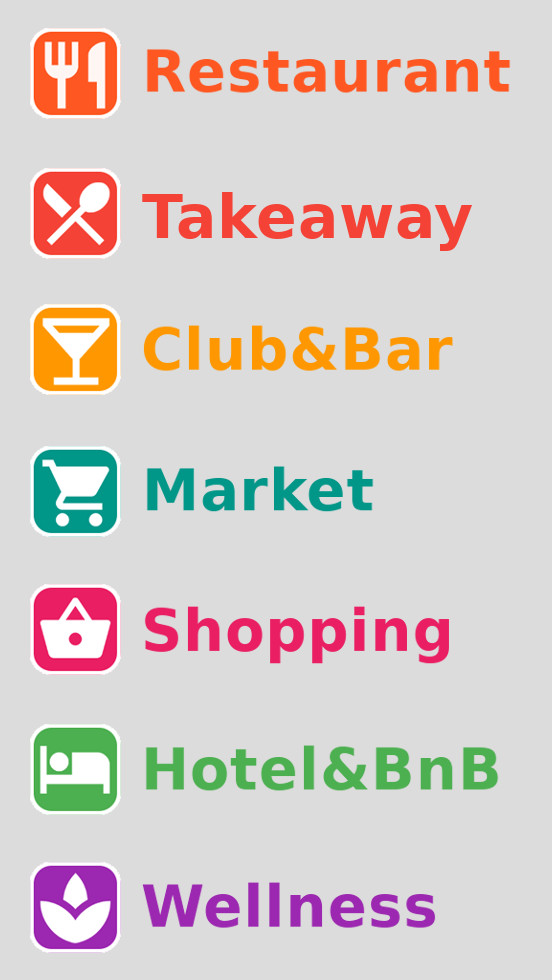 Restaurant
Takeaway
Club&Bar
Market
Shopping
Hotel&BnB
Wellness